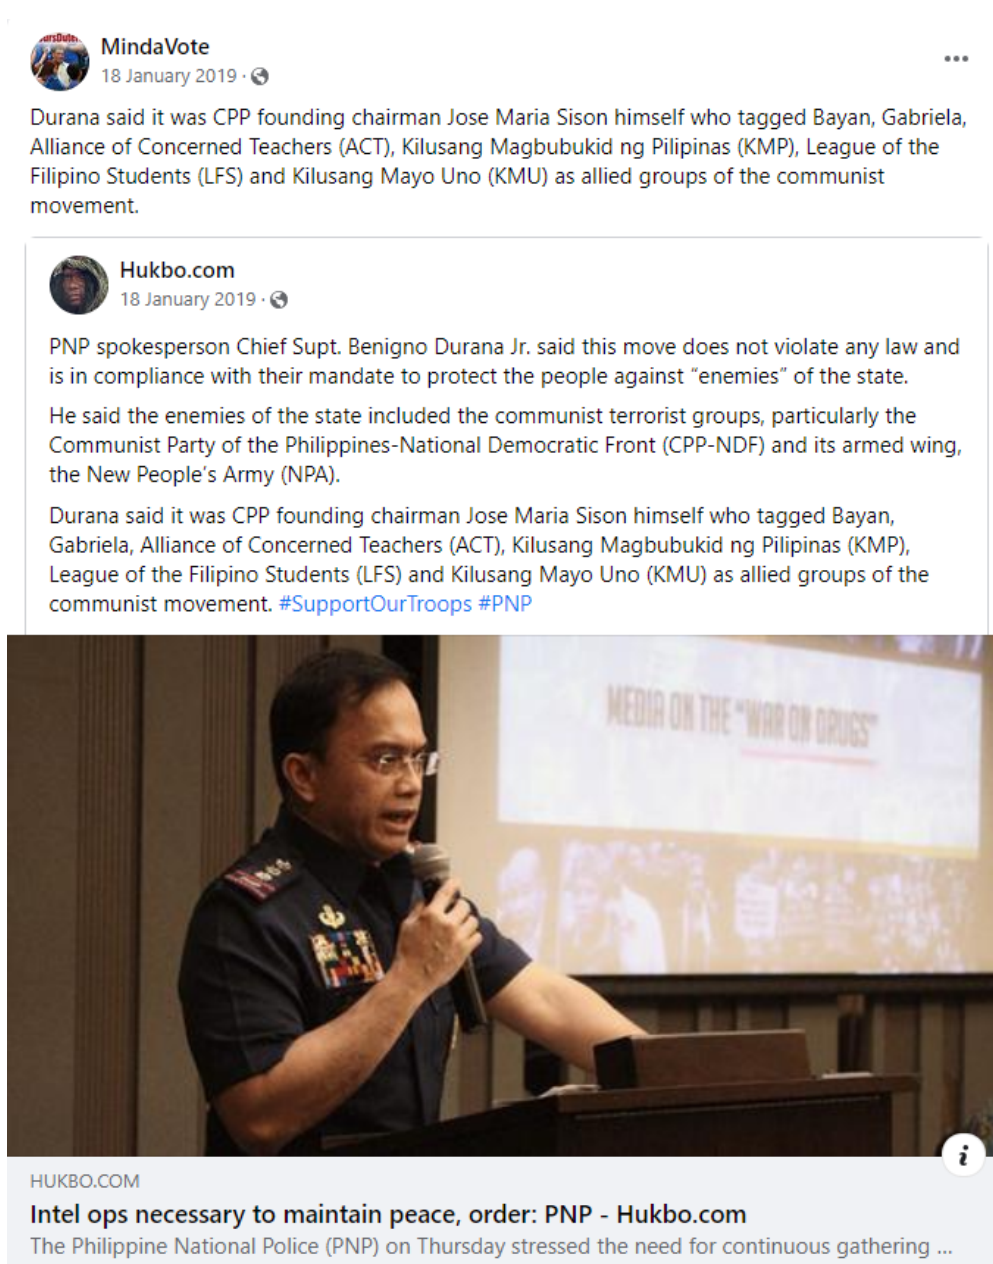 MindaVote
18 January 2019 ·
Durana said it was CPP founding chairman Jose Maria Sison himself who tagged Bayan, Gabriela,
Alliance of Concerned Teachers (ACT), Kilusang Magbubukid ng Pilipinas (KMP), League of the
Filipino Students (LFS) and Kilusang Mayo Uno (KMU) as allied groups of the communist
movement.
Hukbo.com
18 January 2019 ·
PNP spokesperson Chief Supt. Benigno Durana Jr. said this move does not violate any law and
is in compliance with their mandate to protect the people against “enemies” of the state.
He said the enemies of the state included the communist terrorist groups, particularly the
Communist Party of the Philippines-National Democratic Front (CPP-NDF) and its armed wing,
the New People’s Army (NPA).
Durana said it was CPP founding chairman Jose Maria Sison himself who tagged Bayan,
Gabriela, Alliance of Concerned Teachers (ACT), Kilusang Magbubukid ng Pilipinas (KMP),
League of the Filipino Students (LFS) and Kilusang Mayo Uno (KMU) as allied groups of the
communist movement. #SupportOurTroops #PNP
MEDIA ON THE "WAR ON DRUGS"
HUKBO.COM
Intel ops necessary to maintain peace, order: PNP - Hukbo.com
The Philippine National Police (PNP) on Thursday stressed the need for continuous gathering ...